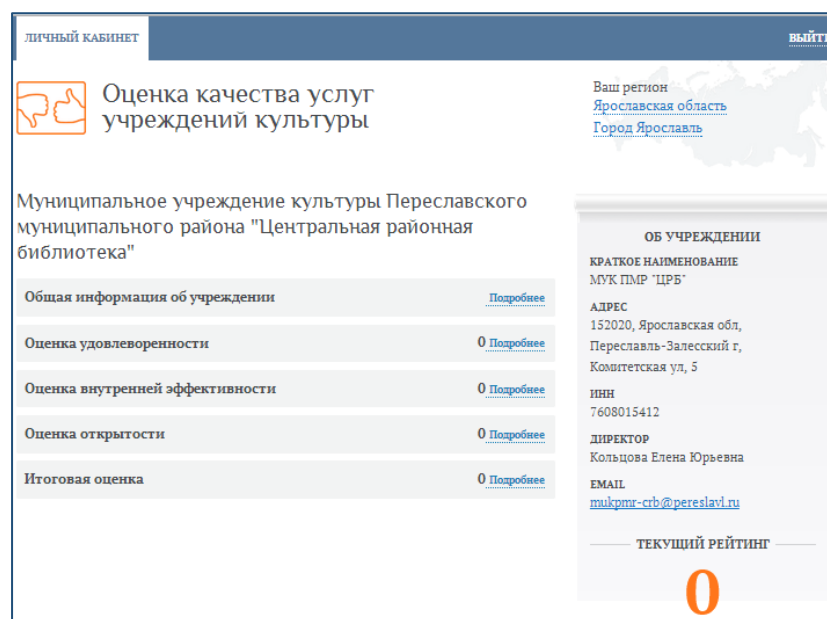 ЛИЧНЫЙ КАБИНЕТ
ВЫЙТИ
Оценка качества услуг
учреждений культуры
Ваш регион
Ярославская область
Город Ярославль
Муниципальное учреждение культуры Переславского
муниципального района "Центральная районная
библиотека"
Общая информация об учреждении Подробнее
Оценка удовлеворенности 0 Подробнее
Оценка внутренней эффективности 0 Подробнее
Оценка открытости 0 Подробнее
Итоговая оценка 0 Подробнее
ОБ УЧРЕЖДЕНИИ
КРАТКОЕ НАИМЕНОВАНИЕ
МУК ПМР "ЦРБ"
АДРЕС
152020, Ярославская обл,
Переславль-Залесский г,
Комитетская ул, 5
ИНН
7608015412
ДИРЕКТОР
Кольцова Елена Юрьевна
EMAIL
mukpmr-crb@pereslavl.ru
ТЕКУЩИЙ РЕЙТИНГ
0